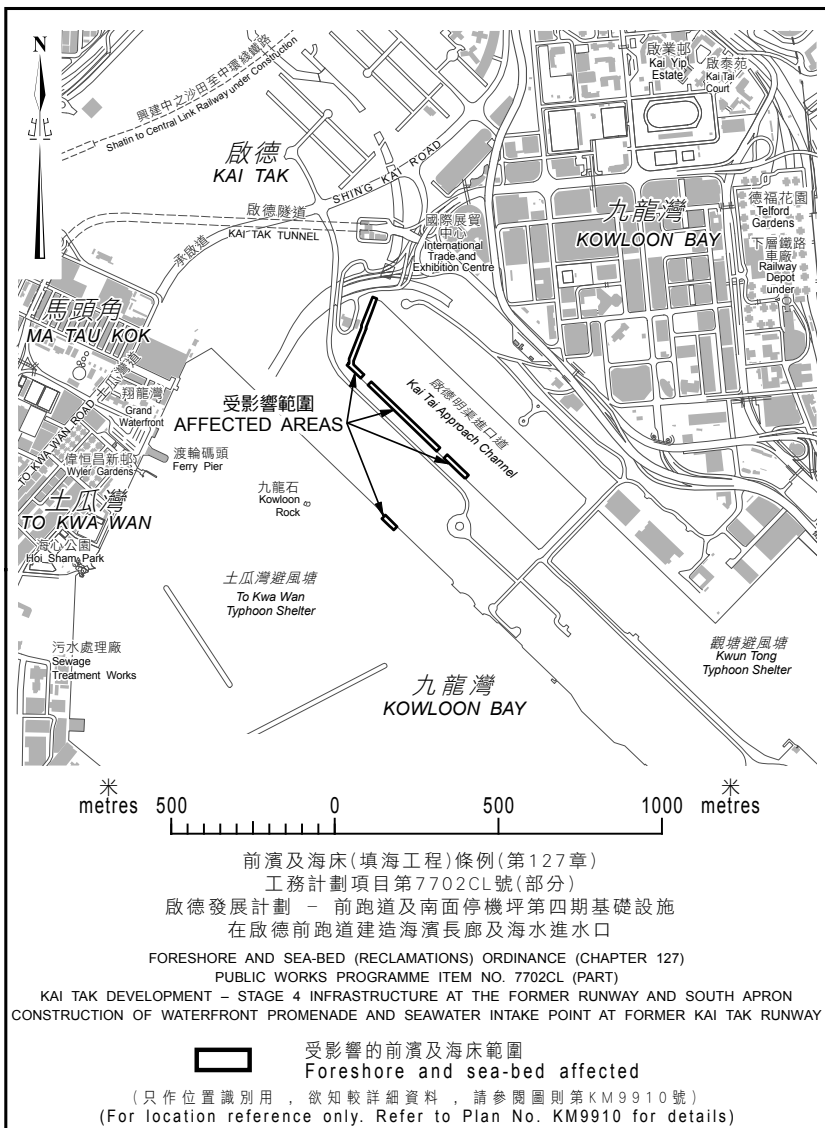 N
興建中之沙田至中環綫鐵路
Shatin to Central Link Railway under Construction
啟業邨
Kai Yip
Estate
啟泰苑
Kai Tai
Court
啟德
KAI TAK
SHING KAI ROAD
承啟道
啟德隧道
KAI TAK TUNNEL
國際展貿
中心
International
Trade and
Exhibition Centre
九龍灣
KOWLOON BAY
德福花園
Telford
Gardens
下層鐵路
車廠
Railway
Depot
under
馬頭角
MA TAU KOK
土瓜灣道
TO KWA WAN ROAD
翔龍灣
Grand
Waterfront
受影響範圍
AFFECTED AREAS
啟德明渠進口道
Kai Tai Approach Channel
偉恒昌新邨
Wyler Gardens
渡輪碼頭
Ferry Pier
九龍石
Kowloon
Rock
土瓜灣
TO KWA WAN
海心公園
Hoi Sham Park
土瓜灣避風塘
To Kwa Wan
Typhoon Shelter
污水處理廠
Sewage
Treatment Works
觀塘避風塘
Kwun Tong
Typhoon Shelter
九龍灣
KOWLOON BAY
米
metres 500 0 500 1000 米
metres
前濱及海床(填海工程)條例(第127章)
工務計劃項目第7702CL號(部分)
啟德發展計劃 – 前跑道及南面停機坪第四期基礎設施
在啟德前跑道建造海濱長廊及海水進水口
FORESHORE AND SEA-BED (RECLAMATIONS) ORDINANCE (CHAPTER 127)
PUBLIC WORKS PROGRAMME ITEM NO. 7702CL (PART)
KAI TAK DEVELOPMENT – STAGE 4 INFRASTRUCTURE AT THE FORMER RUNWAY AND SOUTH APRON
CONSTRUCTION OF WATERFRONT PROMENADE AND SEAWATER INTAKE POINT AT FORMER KAI TAK RUNWAY
受影響的前濱及海床範圍
Foreshore and sea-bed affected
(只作位置識別用 , 欲知較詳細資料 , 請參閱圖則第KM9910號)
(For location reference only. Refer to Plan No. KM9910 for details)